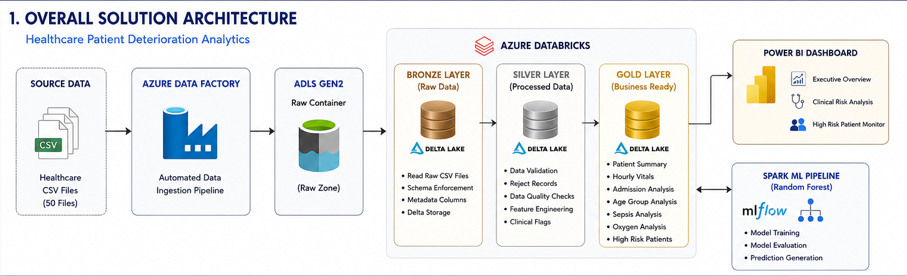 1. OVERALL SOLUTION ARCHITECTURE
Healthcare Patient Deterioration Analytics
SOURCE DATA
CSV
Healthcare
CSV Files
(50 Files)
AZURE DATA FACTORY
Automated Data
Ingestion Pipeline
ADLS GEN2
Raw Container
(Raw Zone)
AZURE DATABRICKS
BRONZE LAYER
(Raw Data)
DELTA LAKE
• Read Raw CSV Files
• Schema Enforcement
• Metadata Columns
• Delta Storage
SILVER LAYER
(Processed Data)
DELTA LAKE
• Data Validation
• Reject Records
• Data Quality Checks
• Feature Engineering
• Clinical Flags
GOLD LAYER
(Business Ready)
DELTA LAKE
• Patient Summary
• Hourly Vitals
• Admission Analysis
• Age Group Analysis
• Sepsis Analysis
• Oxygen Analysis
• High Risk Patients
POWER BI DASHBOARD
Executive Overview
Clinical Risk Analysis
High Risk Patient Monitor
SPARK ML PIPELINE
(Random Forest)
mlflow
• Model Training
• Model Evaluation
• Prediction Generation